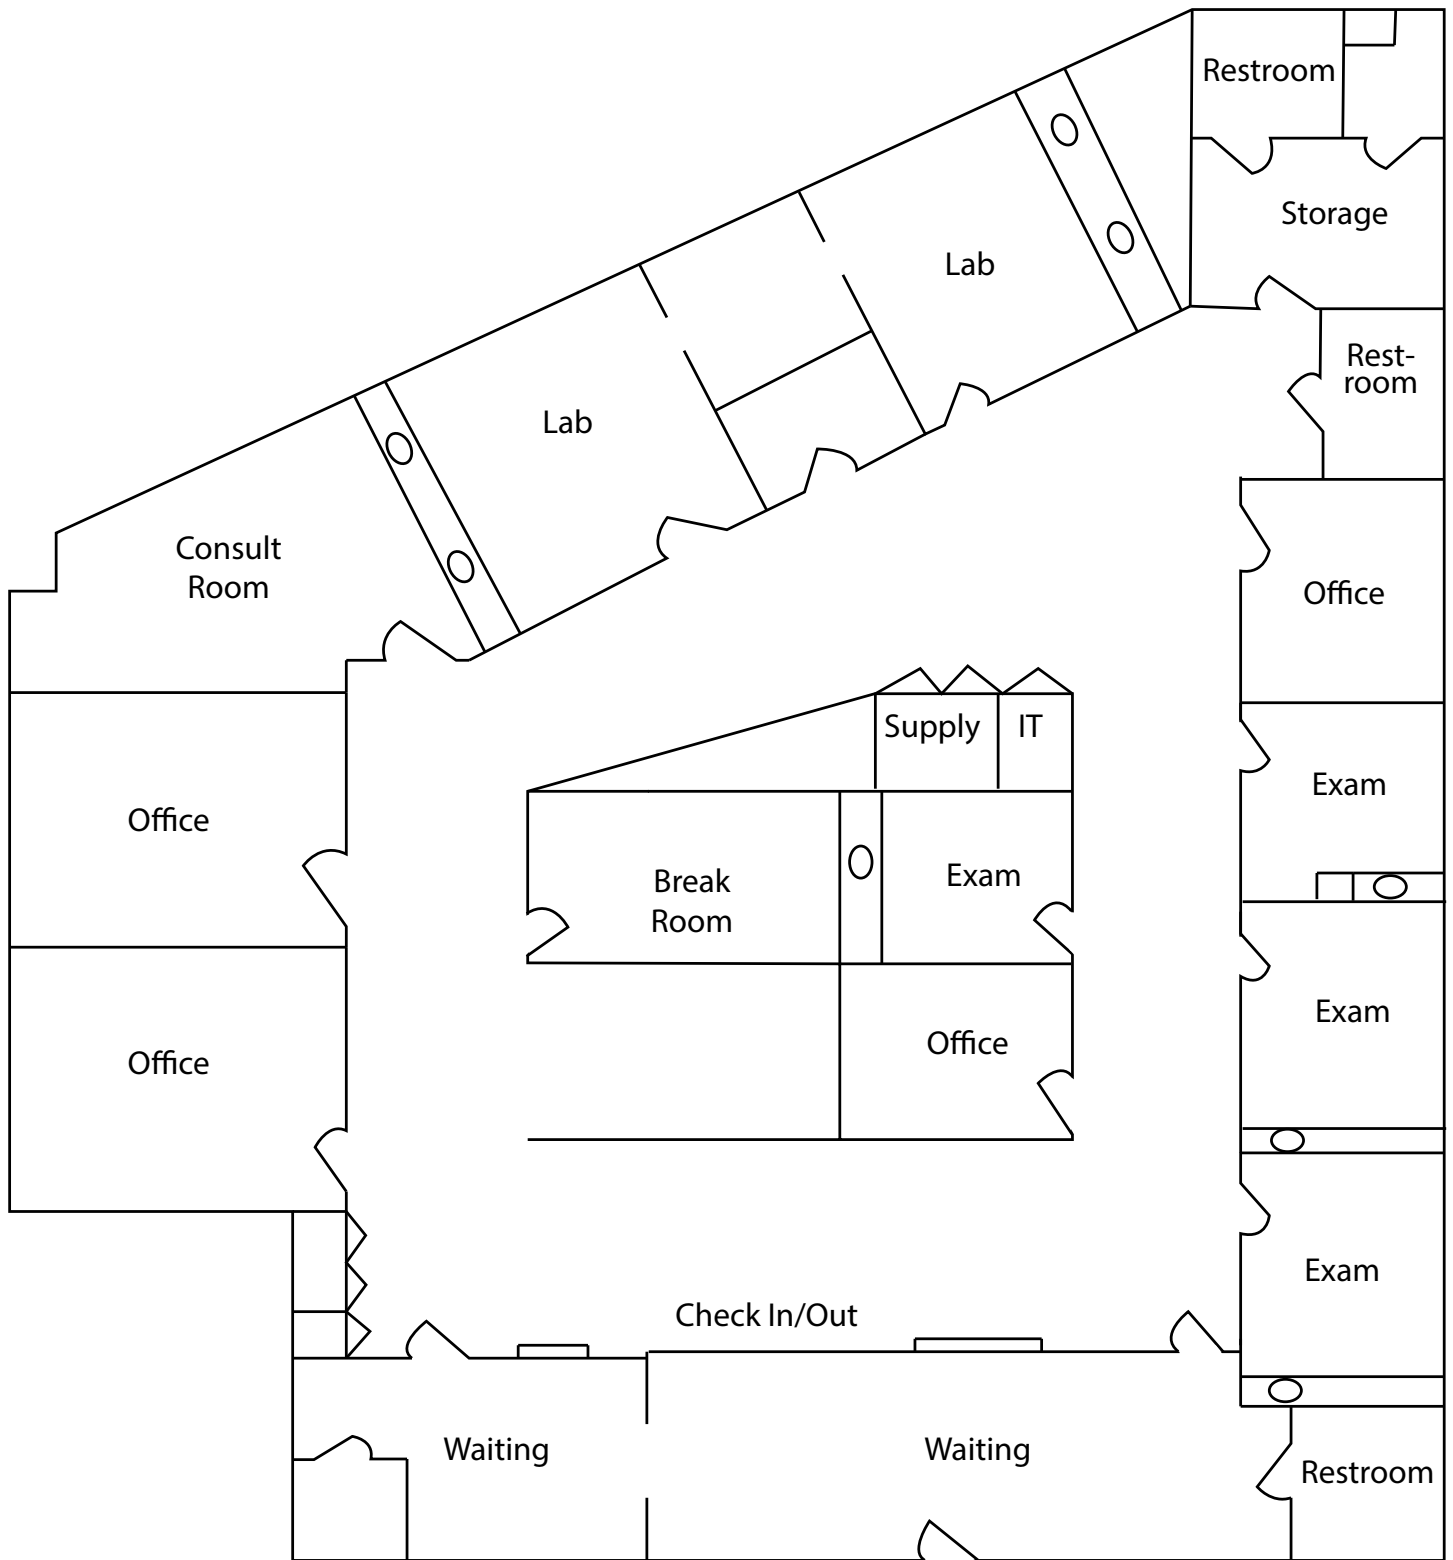 Restroom
Storage
Lab
Rest-
room
Lab
Consult
Room
Office
Supply
IT
Exam
Office
Break
Room
Exam
Exam
Office
Office
Exam
Check In/Out
Waiting
Waiting
Restroom